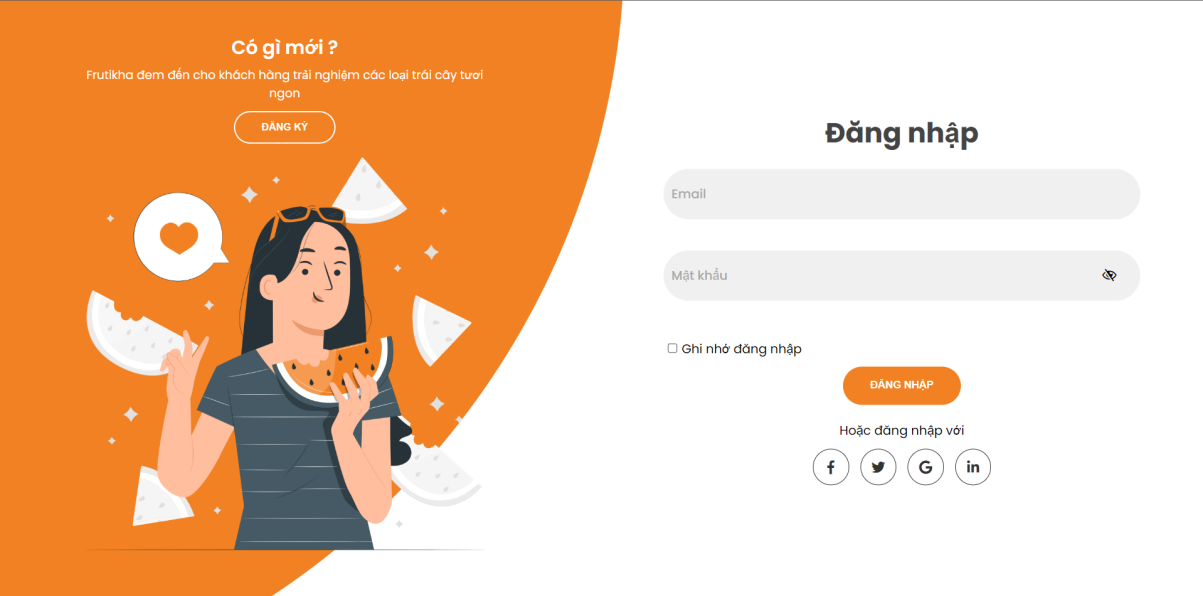 Có gì mới ?
Frutikha đem đến cho khách hàng trải nghiệm các loại trái cây tươi
ngon
ĐĂNG KÝ
Đăng nhập
Email
Mật khẩu
Ghi nhớ đăng nhập
ĐĂNG NHẬP
Hoặc đăng nhập với